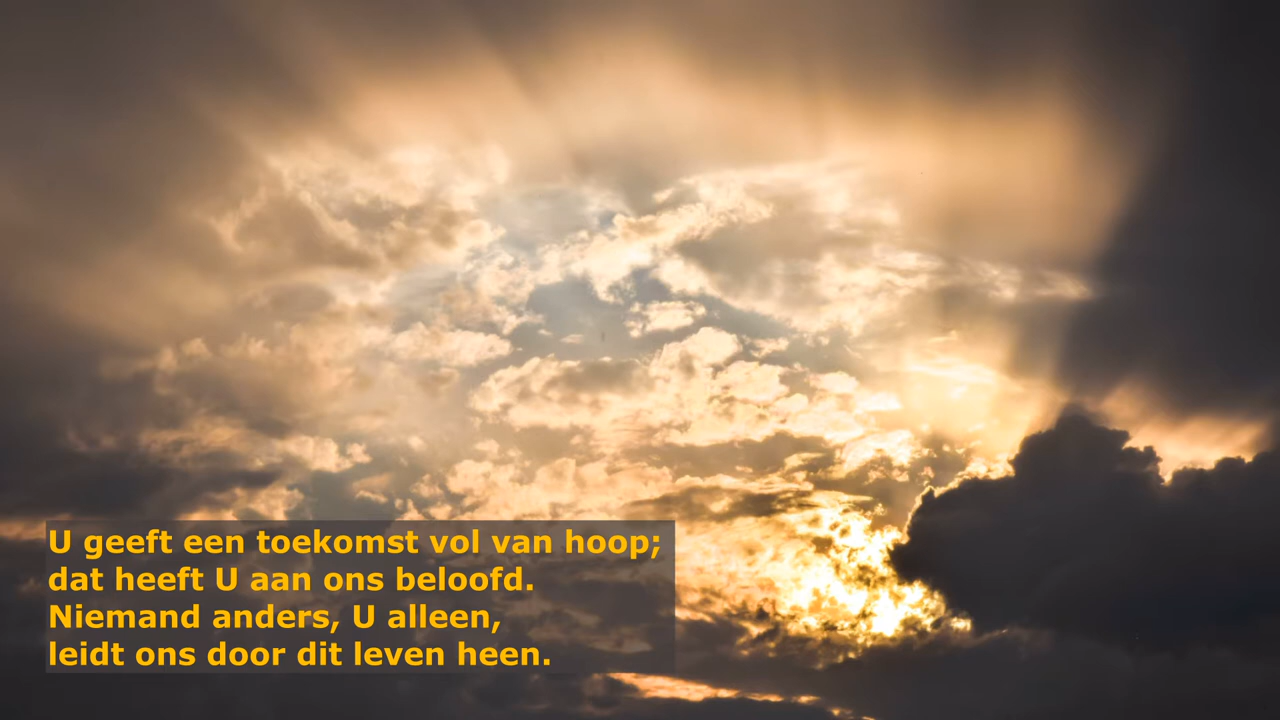 U geeft een toekomst vol van hoop;
dat heeft U aan ons beloofd.
Niemand anders, U alleen,
leidt ons door dit leven heen.